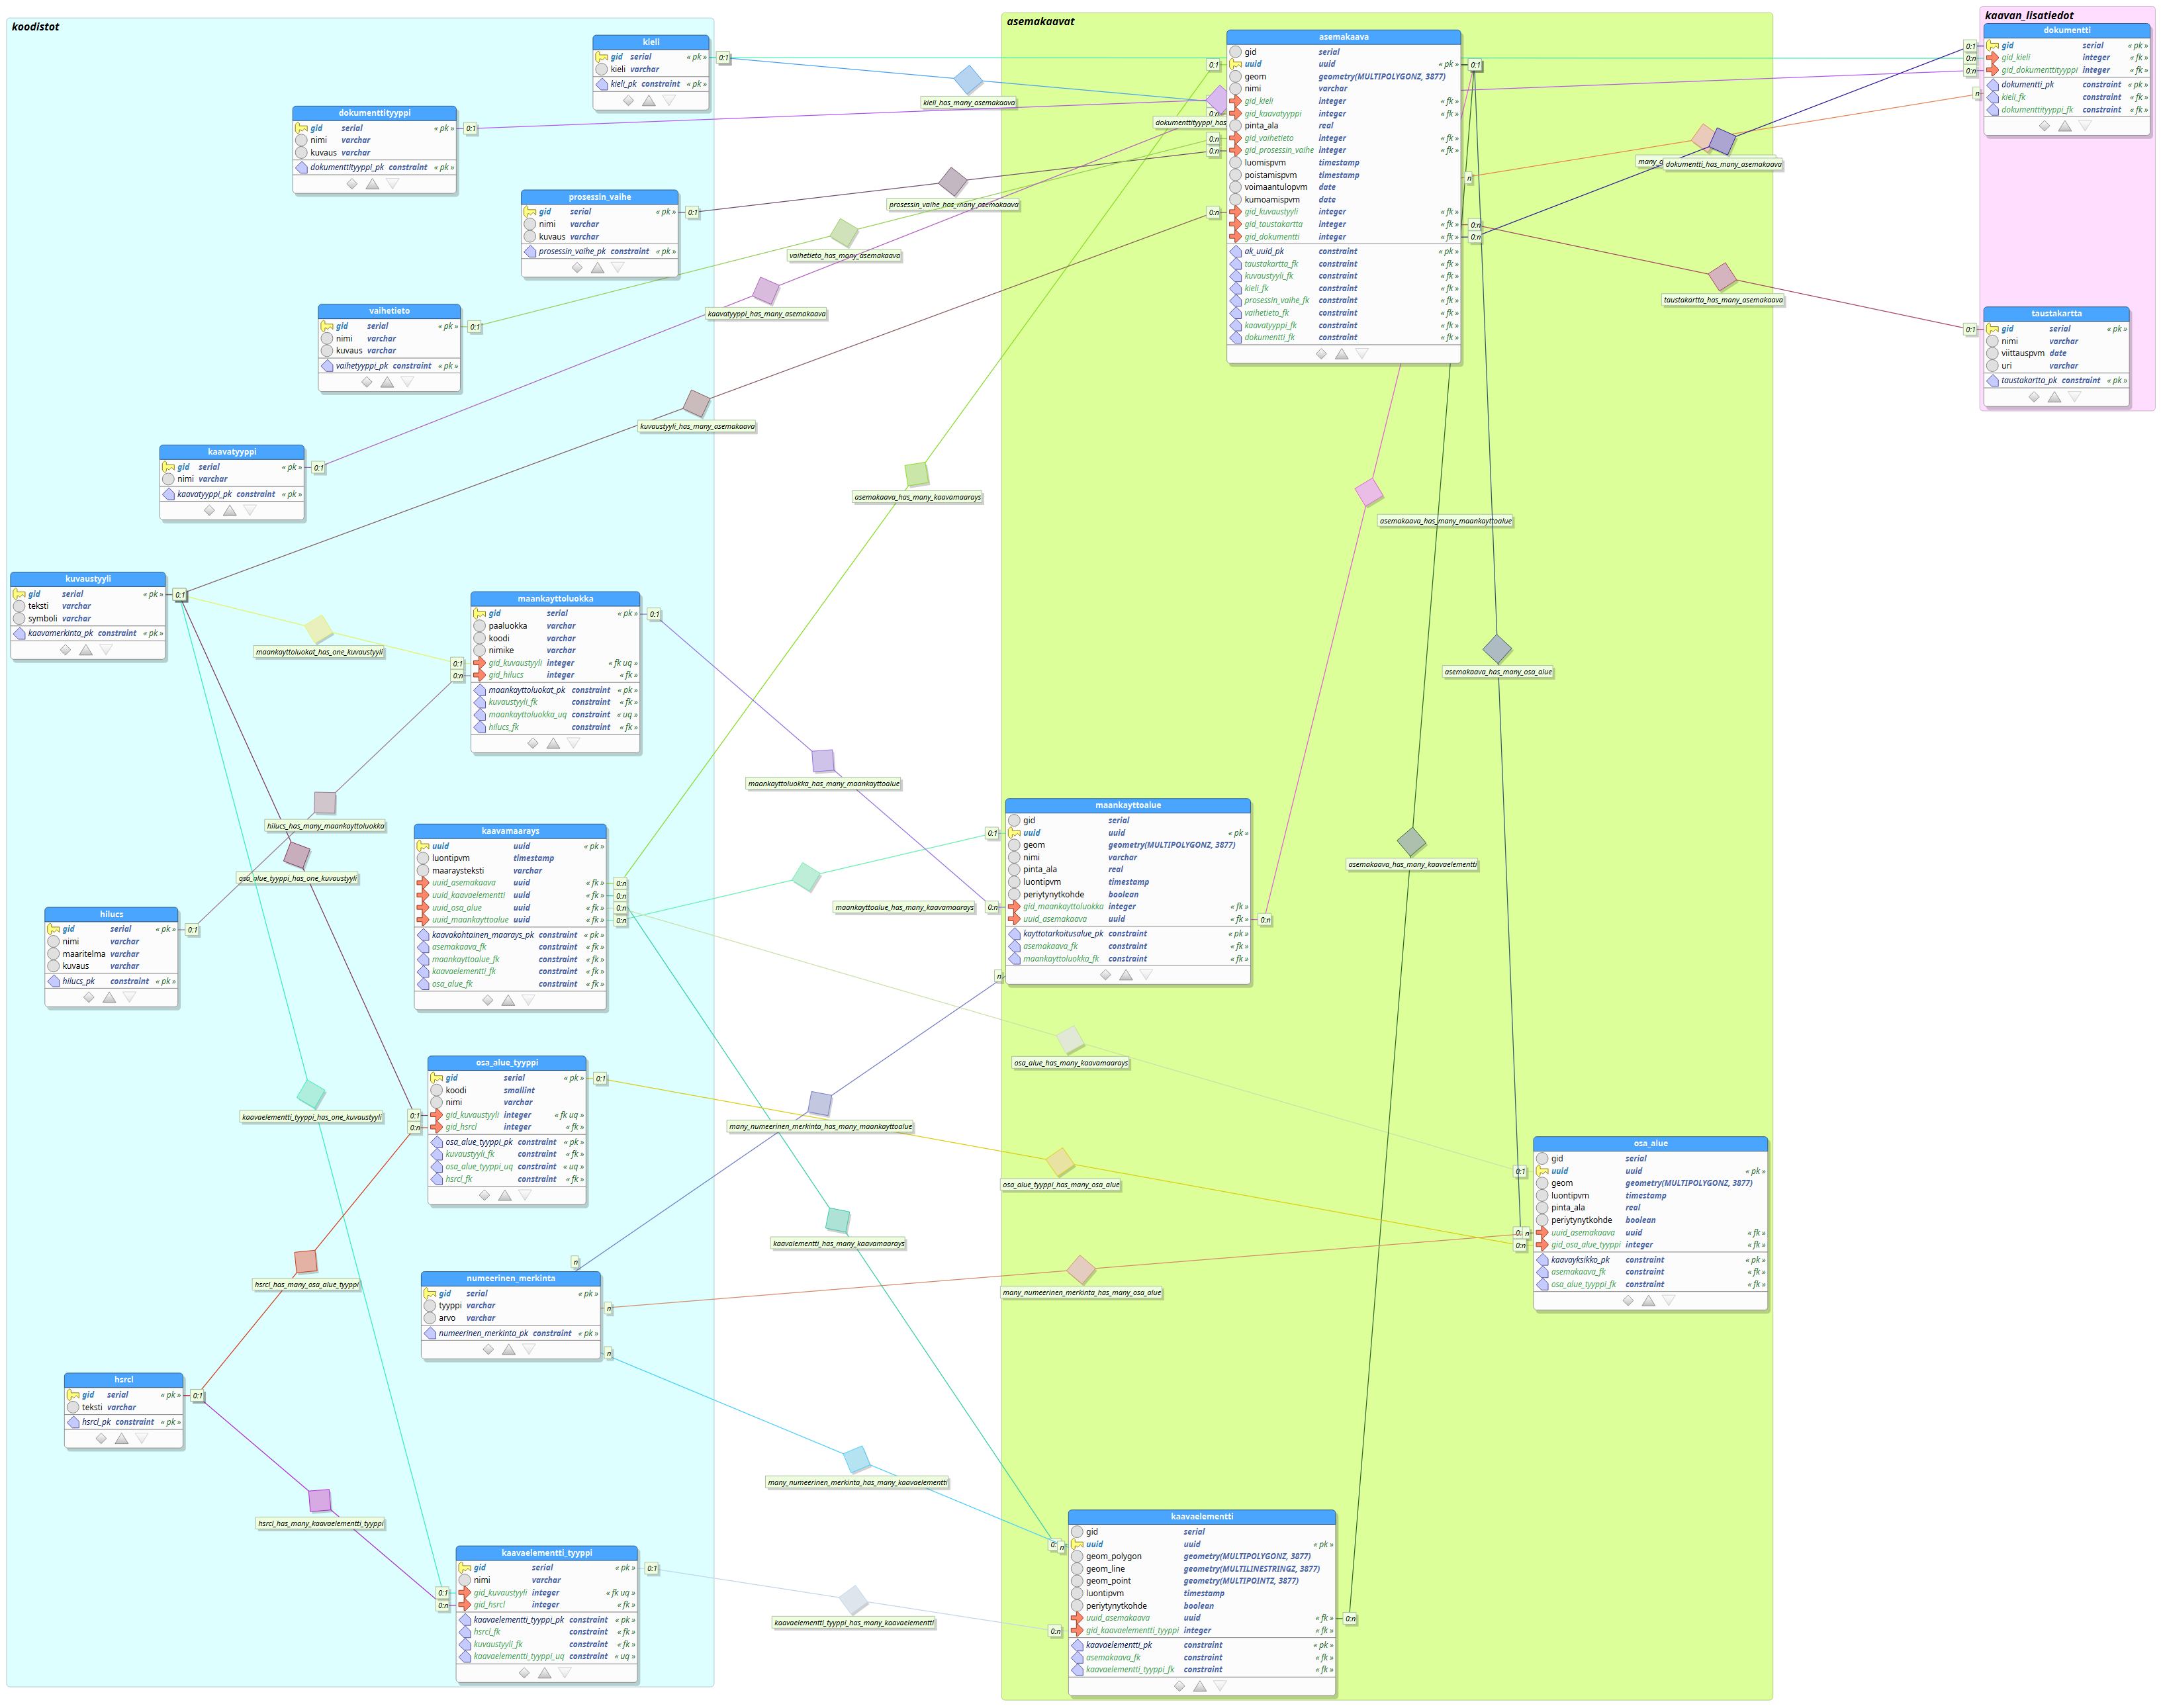 koodistot
kieli
gid serial « pk »
kieli varchar
kieli_pk constraint « pk »
dokumenttityyppi
gid serial « pk »
nimi varchar
kuvaus varchar
dokumenttityyppi_pk constraint « pk »
prosessin_vaihe
gid serial « pk »
nimi varchar
kuvaus varchar
prosessin_vaihe_pk constraint « pk »
vaihetieto
gid serial « pk »
nimi varchar
kuvaus varchar
vaihetyyppi_pk constraint « pk »
kaavatyyppi
gid serial « pk »
nimi varchar
kaavatyyppi_pk constraint « pk »
kuvaustyyli
gid serial « pk »
teksti varchar
symboli varchar
kaavamerkinta_pk constraint « pk »
maankayttoluokka
gid serial « pk »
paaluokka varchar
koodi varchar
nimike varchar
gid_kuvaustyyli integer « fk uq »
gid_hilucs integer « fk »
maankayttoluokat_pk constraint « pk »
kuvaustyyli_fk constraint « fk »
maankayttoluokka_uq constraint « uq »
hilucs_fk constraint « fk »
kaavamaarays
uuid uuid « pk »
luontipvm timestamp
maaraysteksti varchar
uuid_asemakaava uuid « fk »
uuid_kaavaelementti uuid « fk »
uuid_osa_alue uuid « fk »
uuid_maankayttoalue uuid « fk »
kaavakohtainen_maarays_pk constraint « pk »
asemakaava_fk constraint « fk »
maankayttoalue_fk constraint « fk »
kaavaelementti_fk constraint « fk »
osa_alue_fk constraint « fk »
hilucs
gid serial « pk »
nimi varchar
maaritelma varchar
kuvaus varchar
hilucs_pk constraint « pk »
osa_alue_tyyppi
gid serial « pk »
koodi smallint
nimi varchar
gid_kuvaustyyli integer « fk uq »
gid_hsrcl integer « fk »
osa_alue_tyyppi_pk constraint « pk »
kuvaustyyli_fk constraint « fk »
osa_alue_tyyppi_uq constraint « uq »
hsrcl_fk constraint « fk »
numeerinen_merkinta
gid serial « pk »
tyyppi varchar
arvo varchar
numeerinen_merkinta_pk constraint « pk »
hsrcl
gid serial « pk »
teksti varchar
hsrcl_pk constraint « pk »
kaavaelementti_tyyppi
gid serial « pk »
nimi varchar
gid_kuvaustyyli integer « fk uq »
gid_hsrcl integer « fk »
kaavaelementti_tyyppi_pk constraint « pk »
hsrcl_fk constraint « fk »
kuvaustyyli_fk constraint « fk »
kaavaelementti_tyyppi_uq constraint « uq »
asemakaavat
asemakaava
gid serial
uuid uuid « pk »
geom geometry(MULTIPOLYGONZ, 3877)
nimi varchar
gid_kieli integer « fk »
gid_kaavatyyppi integer « fk »
pinta_ala real
gid_vaihetieto integer « fk »
gid_prosessin_vaihe integer « fk »
luomispvm timestamp
poistamispvm timestamp
voimaantulopvm date
kumoamispvm date
gid_kuvaustyyli integer « fk »
gid_taustakartta integer « fk »
gid_dokumentti integer « fk »
ak_uuid_pk constraint « pk »
taustakartta_fk constraint « fk »
kuvaustyyli_fk constraint « fk »
kieli_fk constraint « fk »
prosessin_vaihe_fk constraint « fk »
vaihetieto_fk constraint « fk »
kaavatyyppi_fk constraint « fk »
dokumentti_fk constraint « fk »
maankayttoalue
gid serial
uuid uuid « pk »
geom geometry(MULTIPOLYGONZ, 3877)
nimi varchar
pinta_ala real
luontipvm timestamp
periytynytkohde boolean
gid_maankayttoluokka integer « fk »
uuid_asemakaava uuid « fk »
kayttotarkoitusalue_pk constraint « pk »
asemakaava_fk constraint « fk »
maankayttoluokka_fk constraint « fk »
osa_alue
gid serial
uuid uuid « pk »
geom geometry(MULTIPOLYGONZ, 3877)
luontipvm timestamp
pinta_ala real
periytynytkohde boolean
uuid_asemakaava uuid « fk »
gid_osa_alue_tyyppi integer « fk »
kaavayksikko_pk constraint « pk »
asemakaava_fk constraint « fk »
osa_alue_tyyppi_fk constraint « fk »
kaavaelementti
gid serial
uuid uuid « pk »
geom_polygon geometry(MULTIPOLYGONZ, 3877)
geom_line geometry(MULTILINESTRINGZ, 3877)
geom_point geometry(MULTIPOINTZ, 3877)
luontipvm timestamp
periytynytkohde boolean
uuid_asemakaava uuid « fk »
gid_kaavaelementti_tyyppi integer « fk »
kaavaelementti_pk constraint « pk »
asemakaava_fk constraint « fk »
kaavaelementti_tyyppi_fk constraint « fk »
kaavan_lisatiedot
dokumentti
gid serial « pk »
gid_kieli integer « fk »
gid_dokumenttityyppi integer « fk »
dokumentti_pk constraint « pk »
kieli_fk constraint « fk »
dokumenttityyppi_fk constraint « fk »
taustakartta
gid serial « pk »
nimi varchar
viittauspvm date
uri varchar
taustakartta_pk constraint « pk »
kieli_has_many_asemakaava
dokumenttityyppi_has
dokumentti_has_many_asemakaava
prosessin_vaihe_has_many_asemakaava
vaihetieto_has_many_asemakaava
taustakartta_has_many_asemakaava
kaavatyyppi_has_many_asemakaava
kuvaustyyli_has_many_asemakaava
asemakaava_has_many_kaavamaarays
asemakaava_has_many_maankayttoalue
maankayttoluokat_has_one_kuvaustyyli
asemakaava_has_many_osa_alue
maankayttoluokka_has_many_maankayttoalue
hilucs_has_many_maankayttoluokka
asemakaava_has_many_kaavaelementti
osa_alue_tyyppi_has_one_kuvaustyyli
maankayttoalue_has_many_kaavamaarays
osa_alue_has_many_kaavamaarays
kaavaelementti_tyyppi_has_one_kuvaustyyli
many_numeerinen_merkinta_has_many_maankayttoalue
osa_alue_tyyppi_has_many_osa_alue
kaavalementti_has_many_kaavamaarays
hsrcl_has_many_osa_alue_tyyppi
many_numeerinen_merkinta_has_many_osa_alue
many_numeerinen_merkinta_has_many_kaavaelementti
hsrcl_has_many_kaavaelementti_tyyppi
kaavaelementti_tyyppi_has_many_kaavaelementti